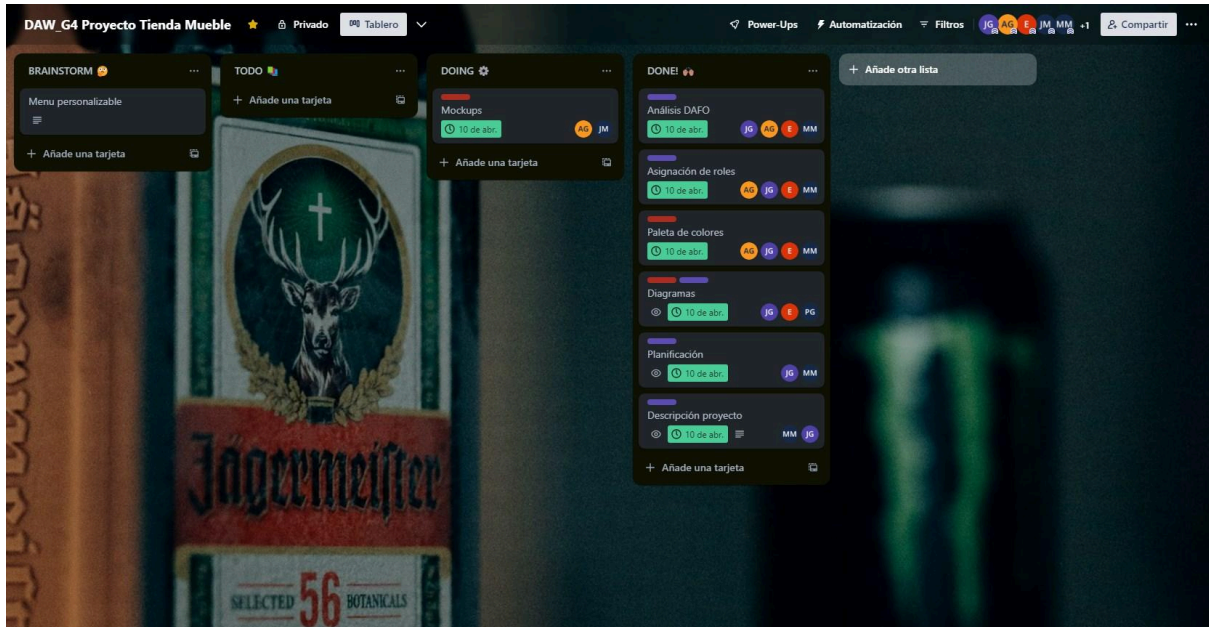 DAW_G4 Proyecto Tienda Mueble
Privado
Tablero
Power-Ups
Automatización
Filtros
JG AG E JM MM +1
Compartir
BRAINSTORM 🤔
Menu personalizable
+ Añade una tarjeta
TODO
+ Añade una tarjeta
DOING ⚙
Mockups
10 de abr.
AG JM
+ Añade una tarjeta
DONE! 🙌
Análisis DAFO
10 de abr.
JG AG E MM
Asignación de roles
10 de abr.
AG JG E MM
Paleta de colores
10 de abr.
AG JG E MM
Diagramas
10 de abr.
JG E PG
Planificación
10 de abr.
JG MM
Descripción proyecto
10 de abr.
MM JG
+ Añade una tarjeta
+ Añade otra lista
Jägermeister
SELECTED 56 BOTANICALS